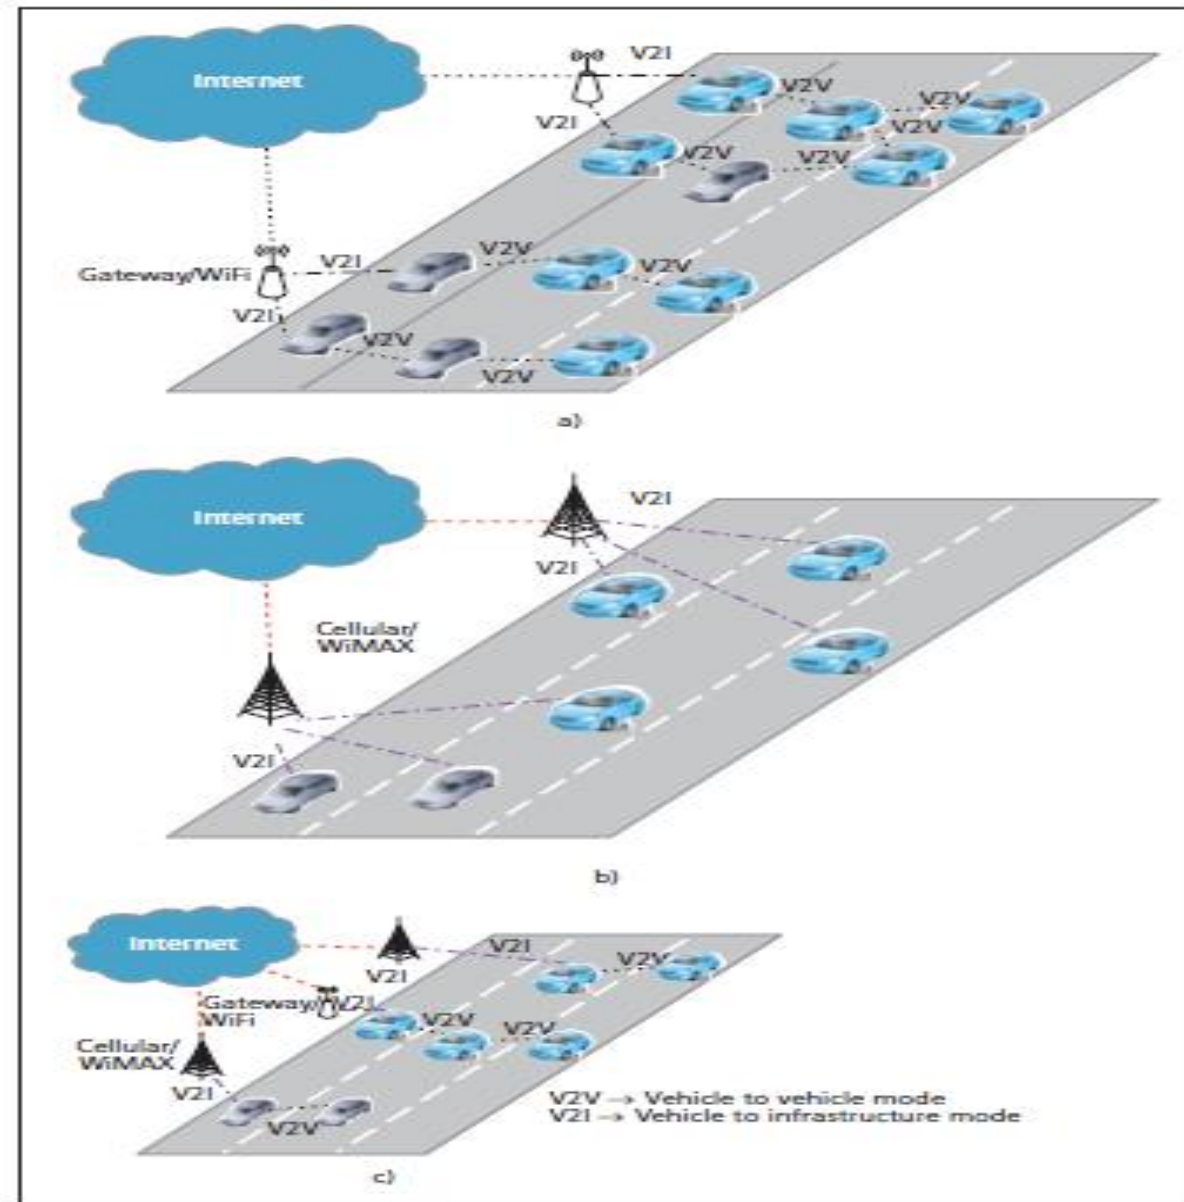 Internet
V2I
V2I
V2V
V2V
V2V
V2V
V2V
Gateway/WiFi
V2I
V2V
V2V
V2I
V2V
V2V
a)
Internet
V2I
V2I
Cellular/
WiMAX
V2I
b)
Internet
V2I
V2V
V2I
Gateway/
WiFi
V2I
V2V
V2V
Cellular/
WiMAX
V2I
V2V
V2V → Vehicle to vehicle mode
V2I → Vehicle to infrastructure mode
c)